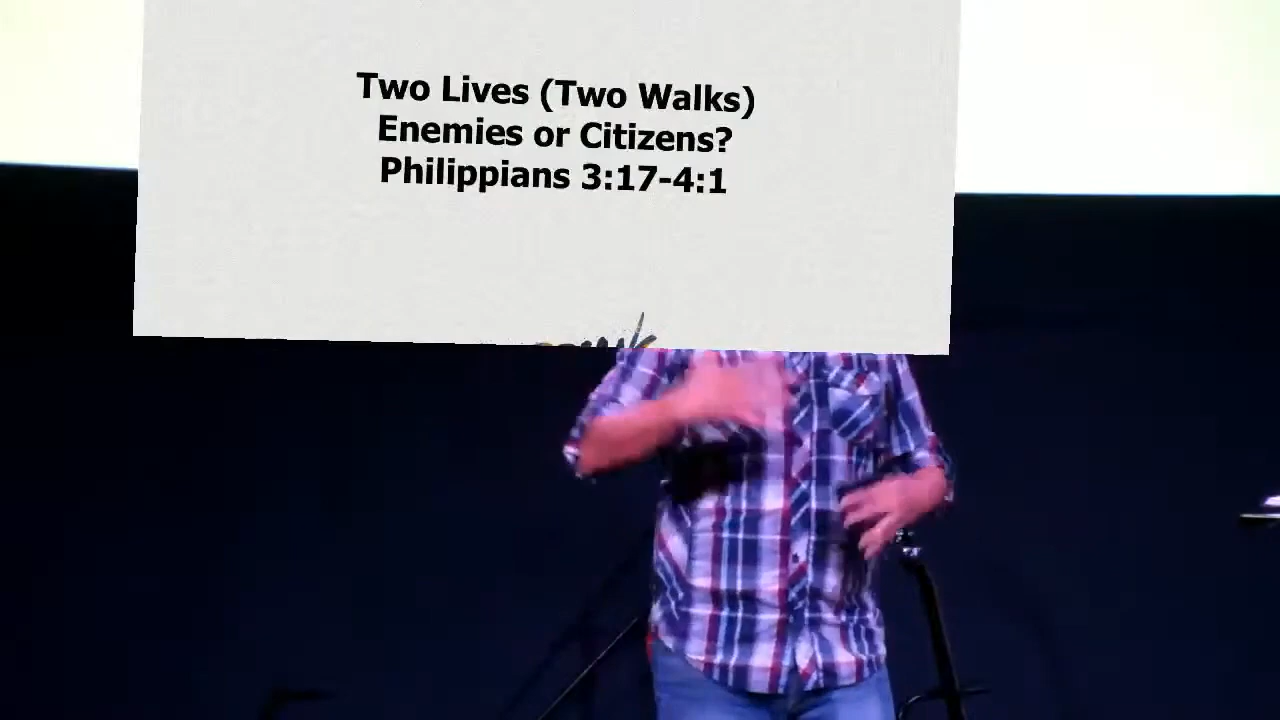 Two Lives (Two Walks)
Enemies or Citizens?
Philippians 3:17-4:1